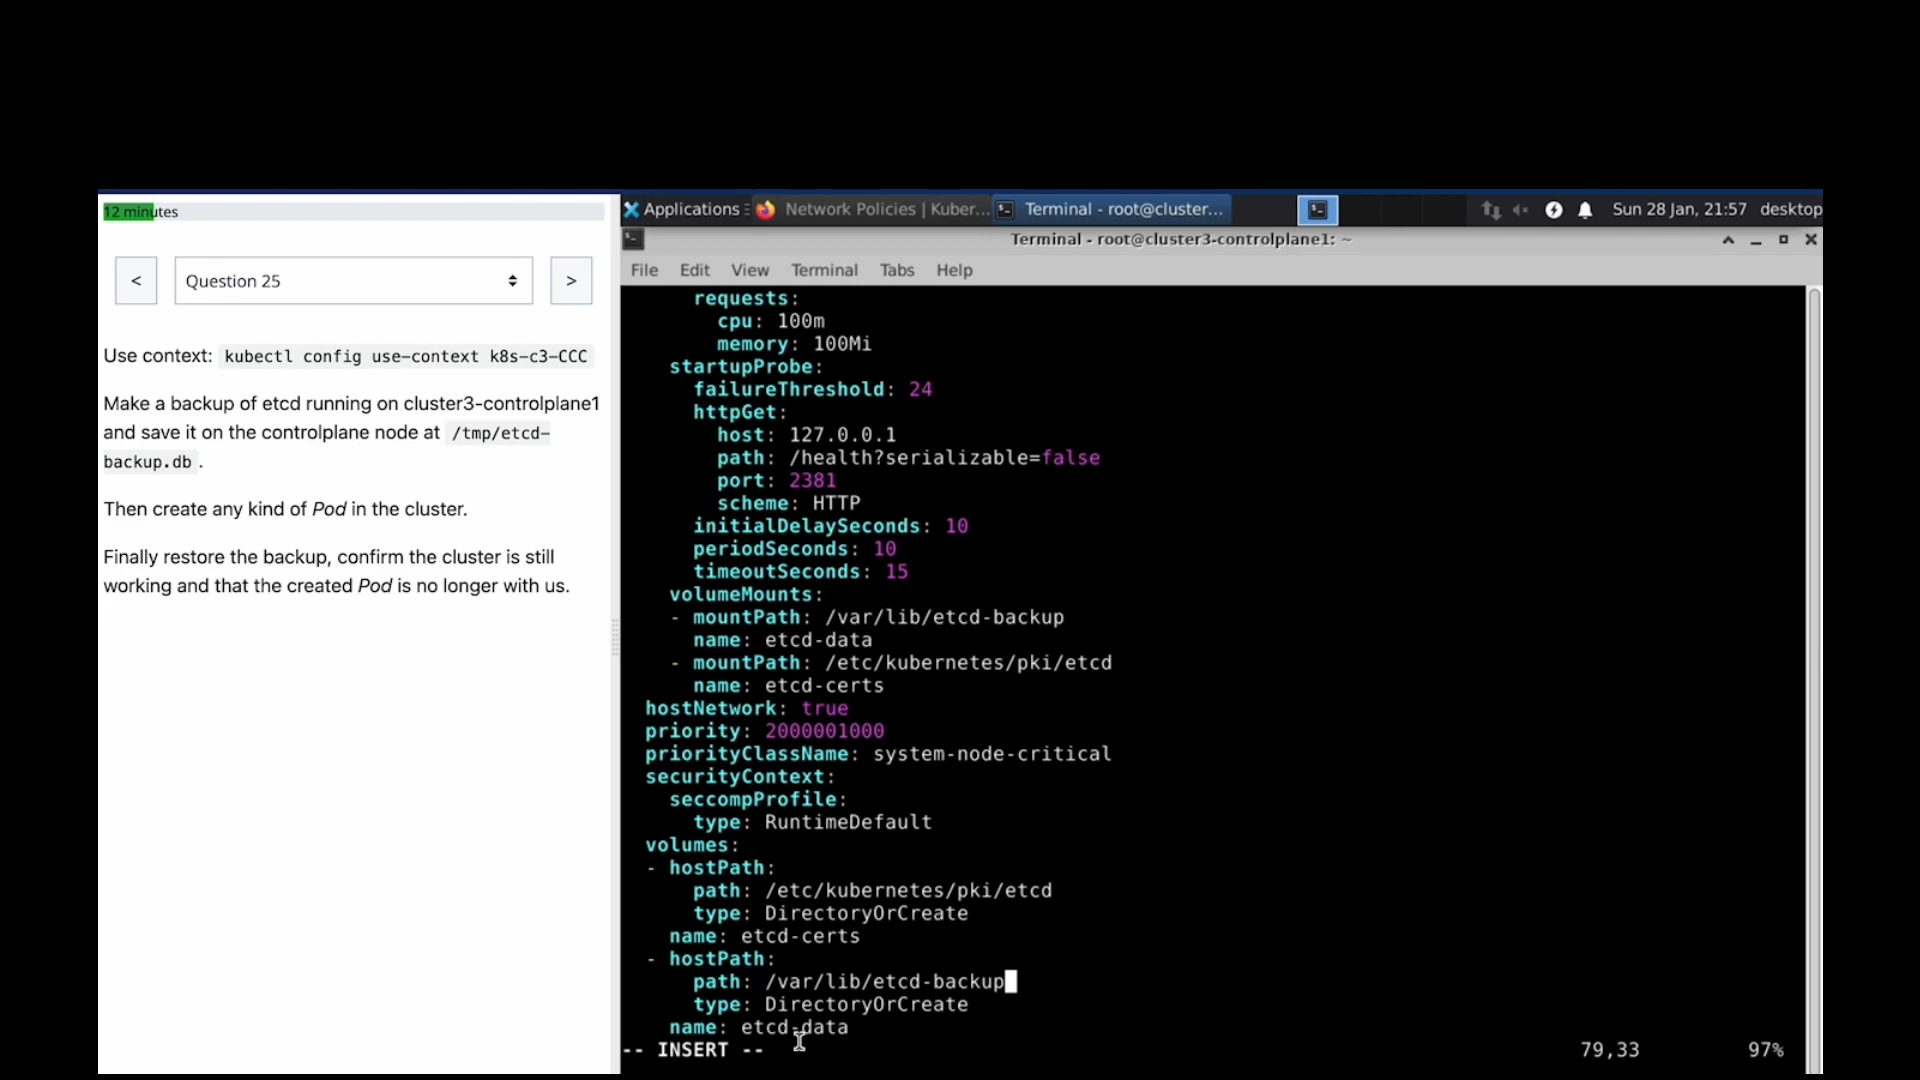 12 minutes
Applications
Network Policies | Kuber...
Terminal - root@cluster...
Sun 28 Jan, 21:57
desktop
Terminal - root@cluster3-controlplane1: ~
File Edit View Terminal Tabs Help
<
Question 25
>
Use context: kubectl config use-context k8s-c3-CCC
Make a backup of etcd running on cluster3-controlplane1
and save it on the controlplane node at /tmp/etcd-
backup.db .
Then create any kind of Pod in the cluster.
Finally restore the backup, confirm the cluster is still
working and that the created Pod is no longer with us.
requests:
cpu: 100m
memory: 100Mi
startupProbe:
failureThreshold: 24
httpGet:
host: 127.0.0.1
path: /health?serializable=false
port: 2381
scheme: HTTP
initialDelaySeconds: 10
periodSeconds: 10
timeoutSeconds: 15
volumeMounts:
- mountPath: /var/lib/etcd-backup
name: etcd-data
- mountPath: /etc/kubernetes/pki/etcd
name: etcd-certs
hostNetwork: true
priority: 2000001000
priorityClassName: system-node-critical
securityContext:
seccompProfile:
type: RuntimeDefault
volumes:
- hostPath:
path: /etc/kubernetes/pki/etcd
type: DirectoryOrCreate
name: etcd-certs
- hostPath:
path: /var/lib/etcd-backup
type: DirectoryOrCreate
name: etcd-data
-- INSERT --
79,33
97%